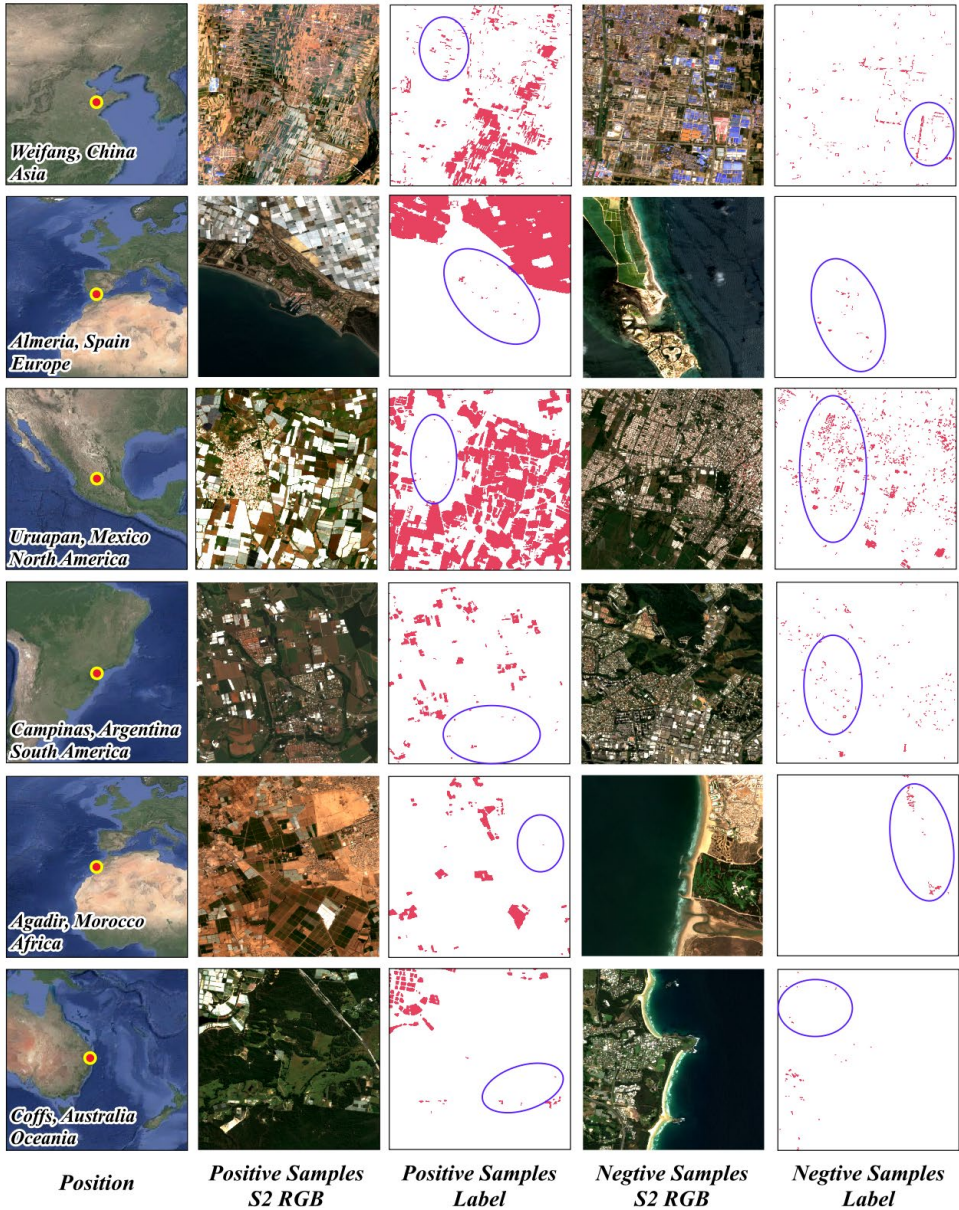 Weifang, China
Asia
Almeria, Spain
Europe
Uruapan, Mexico
North America
Campinas, Argentina
South America
Agadir, Morocco
Africa
Coffs, Australia
Oceania
Position
Positive Samples
S2 RGB
Positive Samples
Label
Negtive Samples
S2 RGB
Negtive Samples
Label